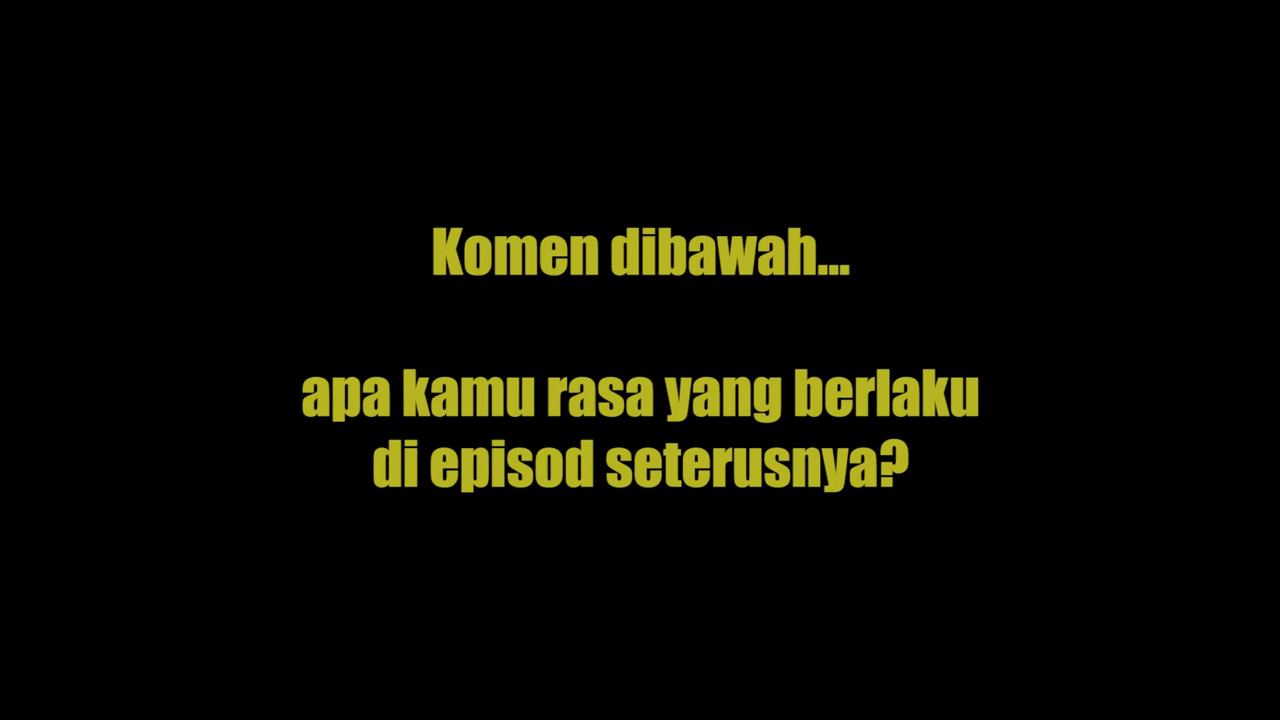 Komen dibawah...
apa kamu rasa yang berlaku
di episod seterusnya?